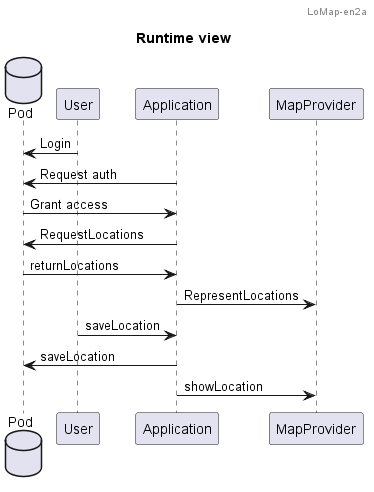 LoMap-en2a
Runtime view
Pod
User
Application
MapProvider
Login
Request auth
Grant access
RequestLocations
returnLocations
RepresentLocations
saveLocation
saveLocation
showLocation
Pod
User
Application
MapProvider